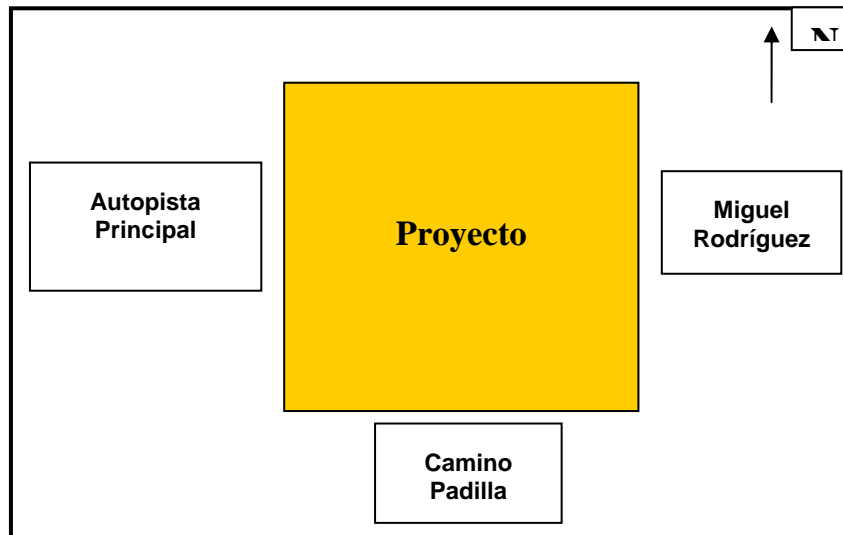 Autopista
Principal
Proyecto
Miguel
Rodríguez
Camino
Padilla